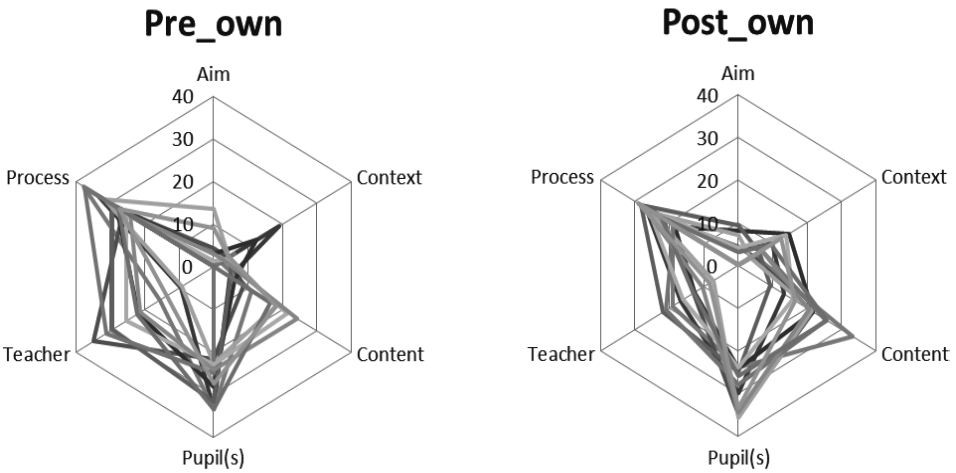 Pre_own
Aim
40
30
20
10
0
Process
Context
Teacher
Content
Pupil(s)
Post_own
Aim
40
30
20
10
0
Process
Context
Teacher
Content
Pupil(s)